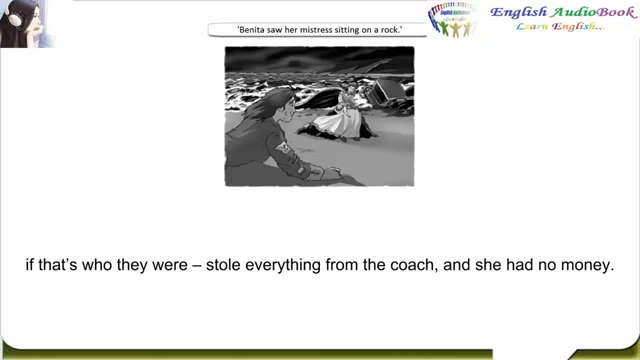 'Benita saw her mistress sitting on a rock.'
English AudioBook
Learn English...
if that's who they were – stole everything from the coach, and she had no money.